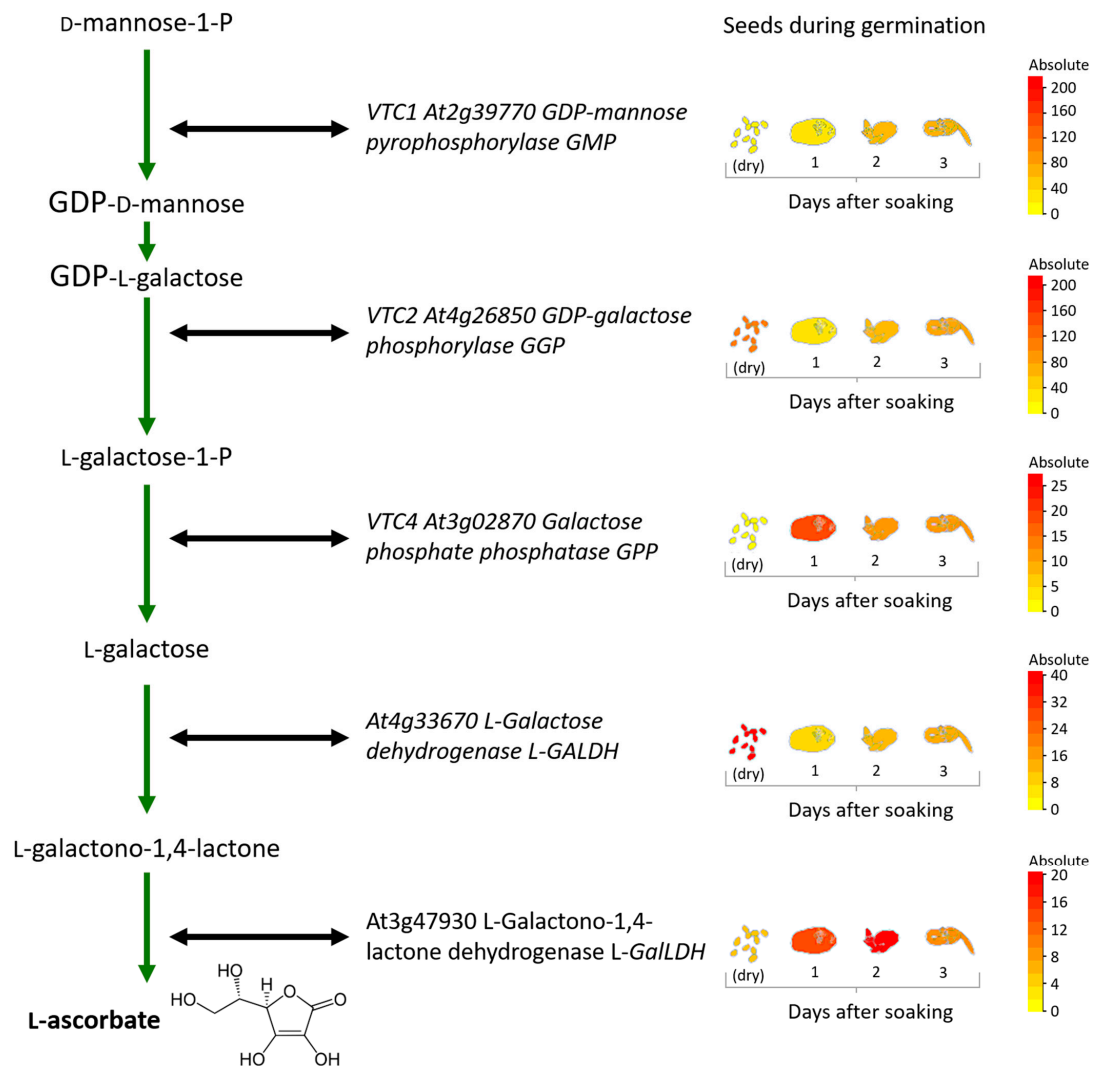 D-mannose-1-P
Seeds during germination
Absolute
VTC1 At2g39770 GDP-mannose
pyrophosphorylase GMP
200
160
120
80
40
0
(dry)
1
2
3
Days after soaking
GDP-D-mannose
GDP-L-galactose
Absolute
VTC2 At4g26850 GDP-galactose
phosphorylase GGP
200
160
120
80
40
0
(dry)
1
2
3
Days after soaking
L-galactose-1-P
Absolute
VTC4 At3g02870 Galactose
phosphate phosphatase GPP
25
20
15
10
5
0
(dry)
1
2
3
Days after soaking
L-galactose
Absolute
At4g33670 L-Galactose
dehydrogenase L-GALDH
40
32
24
16
8
0
(dry)
1
2
3
Days after soaking
L-galactono-1,4-lactone
Absolute
At3g47930 L-Galactono-1,4-
lactone dehydrogenase L-GalLDH
20
16
12
8
4
0
(dry)
1
2
3
Days after soaking
L-ascorbate
HO
HO
H
O
O
HO
OH